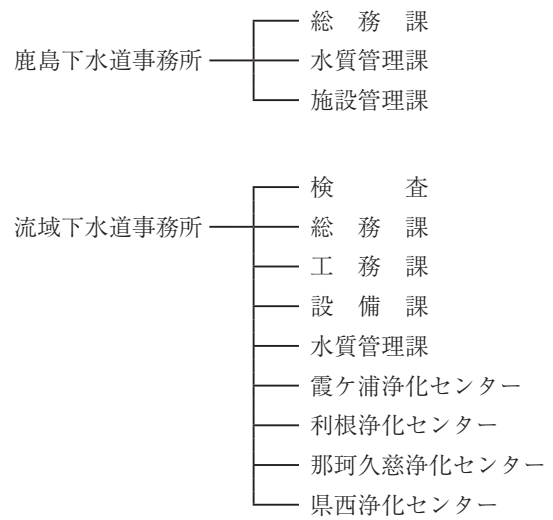 総務課
鹿島下水道事務所 水質管理課
施設管理課
検査
流域下水道事務所 総務課
工務課
設備課
水質管理課
霞ケ浦浄化センター
利根浄化センター
那珂久慈浄化センター
県西浄化センター